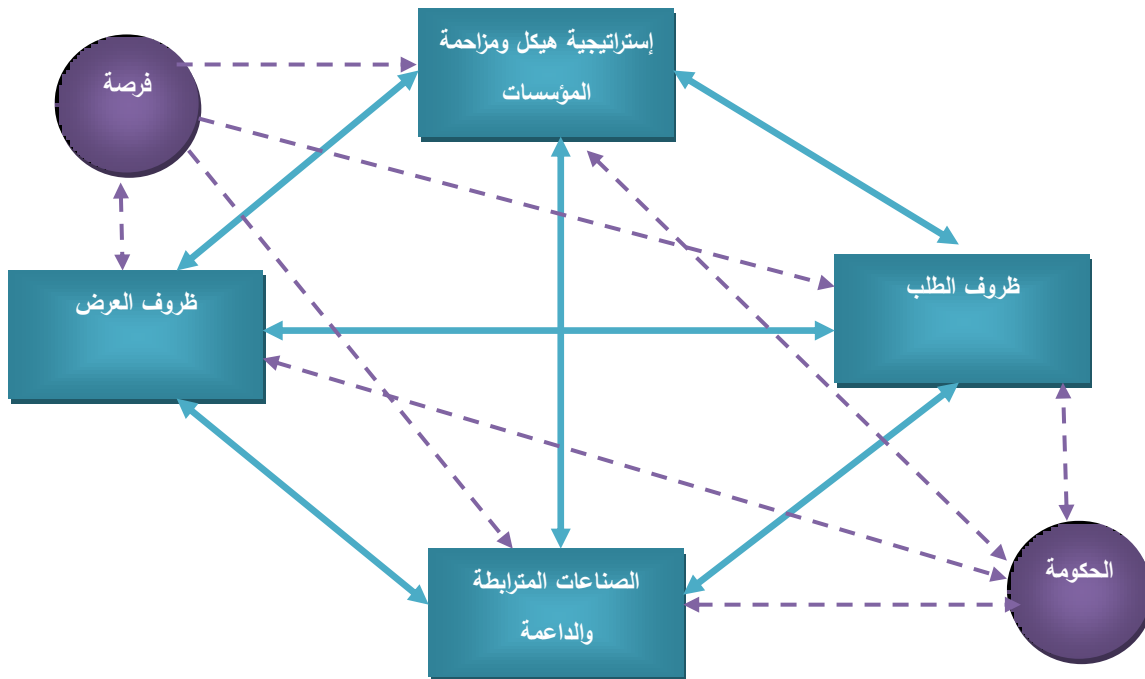 إستراتيجية هيكل ومزاحمة
المؤسسات
فرصة
ظروف الطلب
ظروف العرض
الصناعات المترابطة
والداعمة
الحكومة